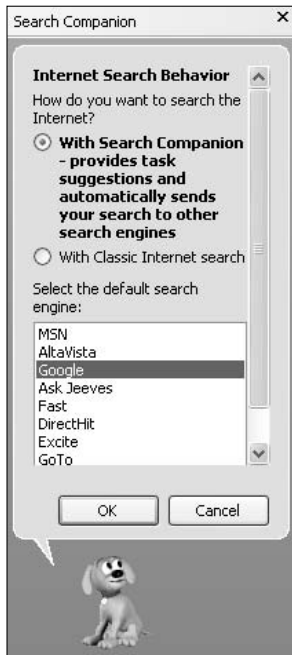 Search Companion
Internet Search Behavior
How do you want to search the
Internet?
With Search Companion
- provides task
suggestions and
automatically sends
your search to other
search engines
With Classic Internet search
Select the default search
engine:
MSN
AltaVista
Google
Ask Jeeves
Fast
DirectHit
Excite
GoTo
OK
Cancel